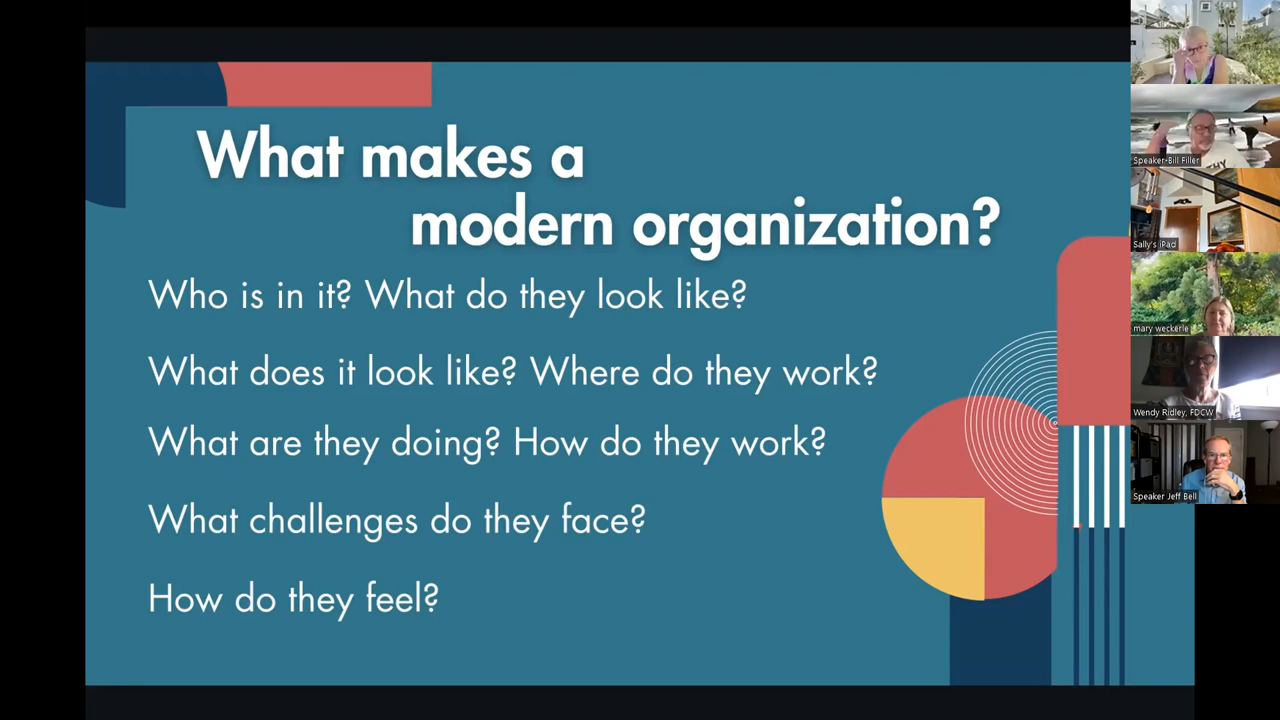 What makes a
modern organization?
Who is in it? What do they look like?
What does it look like? Where do they work?
What are they doing? How do they work?
What challenges do they face?
How do they feel?
Speaker-Bill Filler
Sally's iPad
mary weckerle
Wendy Ridley, FDCW
Speaker Jeff Bell